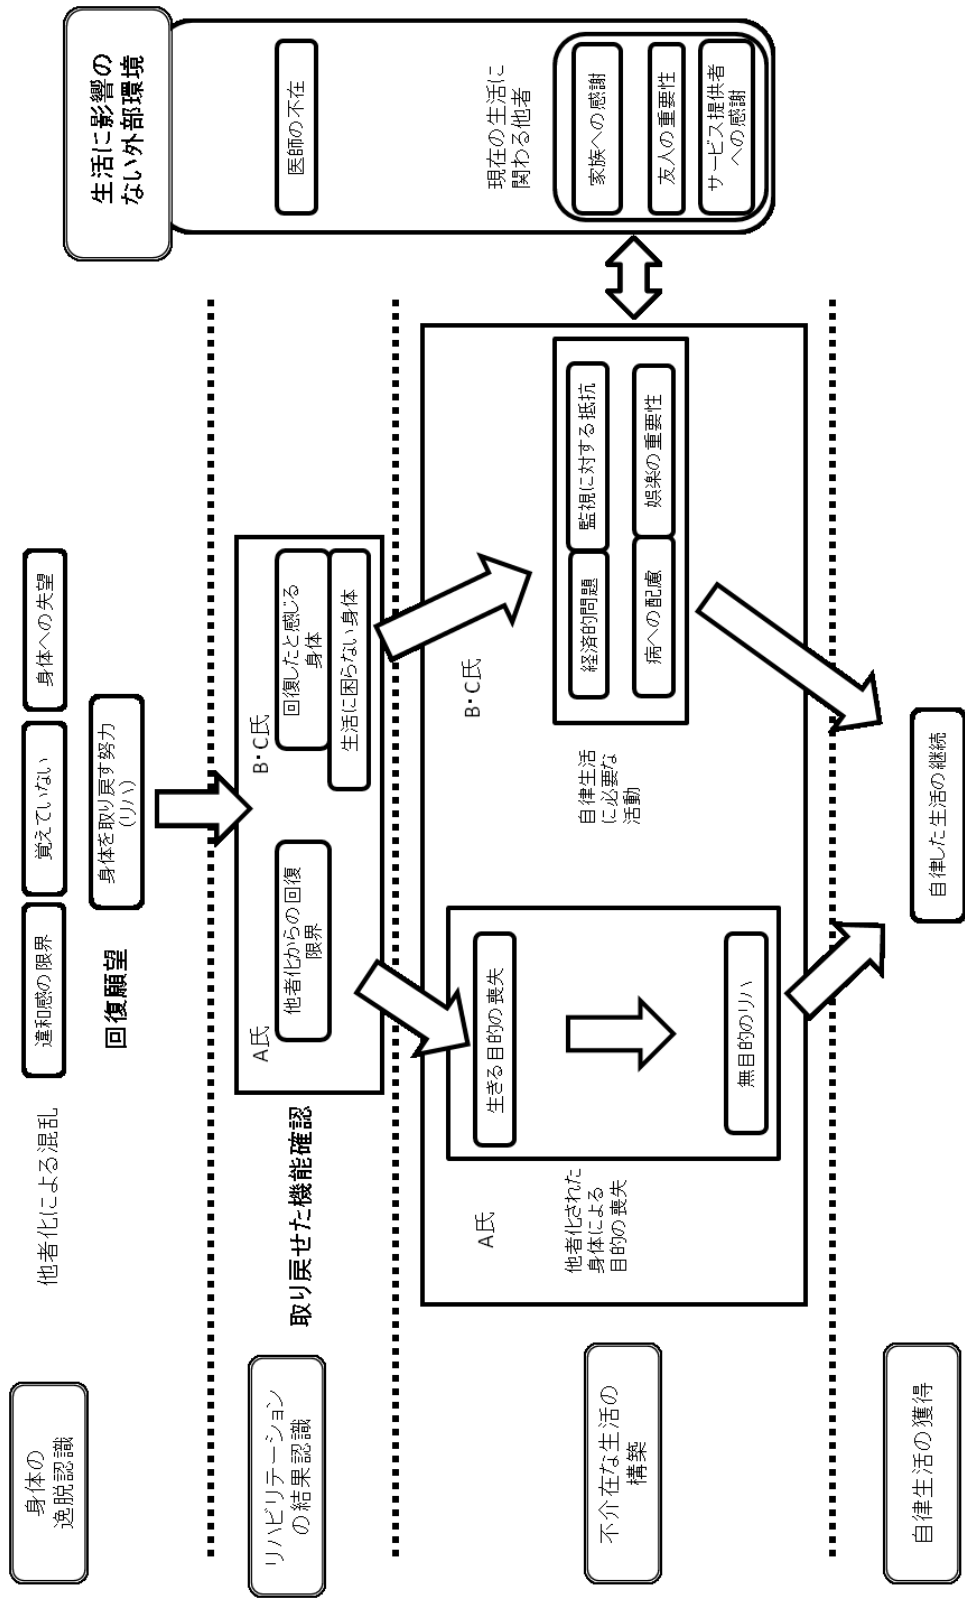 身体の
逸脱認識
他者化による混乱
違和感の限界
覚えていない
身体への失望
回復願望
身体を取り戻す努力
(リハ)
リハビリテーション
の結果認識
取り戻せた機能確認
A氏
他者化からの回復
限界
B・C氏
回復したと感じる
身体
生活に困らない身体
不介在な生活の
構築
A氏
他者化された
身体による
目的の喪失
生きる目的の喪失
無目的のリハ
B・C氏
自律生活
に必要な
活動
経済的問題
監視に対する抵抗
病への配慮
娯楽の重要性
自律生活の獲得
自律した生活の継続
生活に影響の
ない外部環境
医師の不在
現在の生活に
関わる他者
家族への感謝
友人の重要性
サービス提供者
への感謝